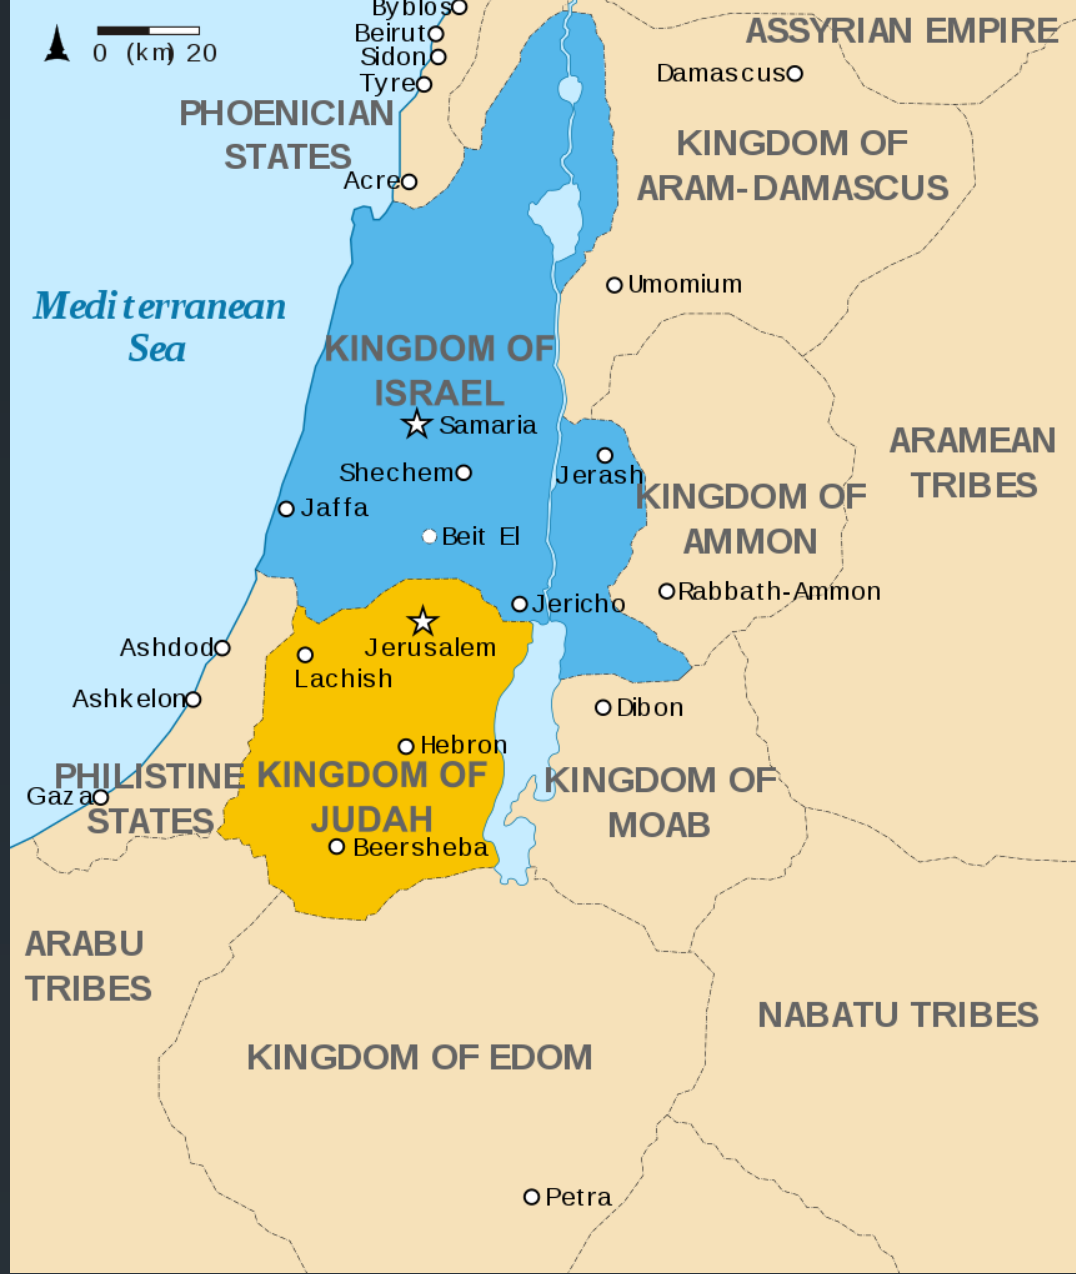 Byblos
Beirut
Sidon
Tyre
0 (km) 20
ASSYRIAN EMPIRE
Damascus
PHOENICIAN
STATES
KINGDOM OF
ARAM-DAMASCUS
Acre
Umomium
Mediterranean
Sea
KINGDOM OF
ISRAEL
Samaria
Shechem
Jerash
Jaffa
Beit El
ARAMEAN
TRIBES
KINGDOM OF
AMMON
Rabbath-Ammon
Jericho
Jerusalem
Ashdod
Lachish
Ashkelon
Dibon
Hebron
PHILISTINE
STATES
Gaza
KINGDOM OF
JUDAH
Beersheba
KINGDOM OF
MOAB
ARABU
TRIBES
NABATU TRIBES
KINGDOM OF EDOM
Petra